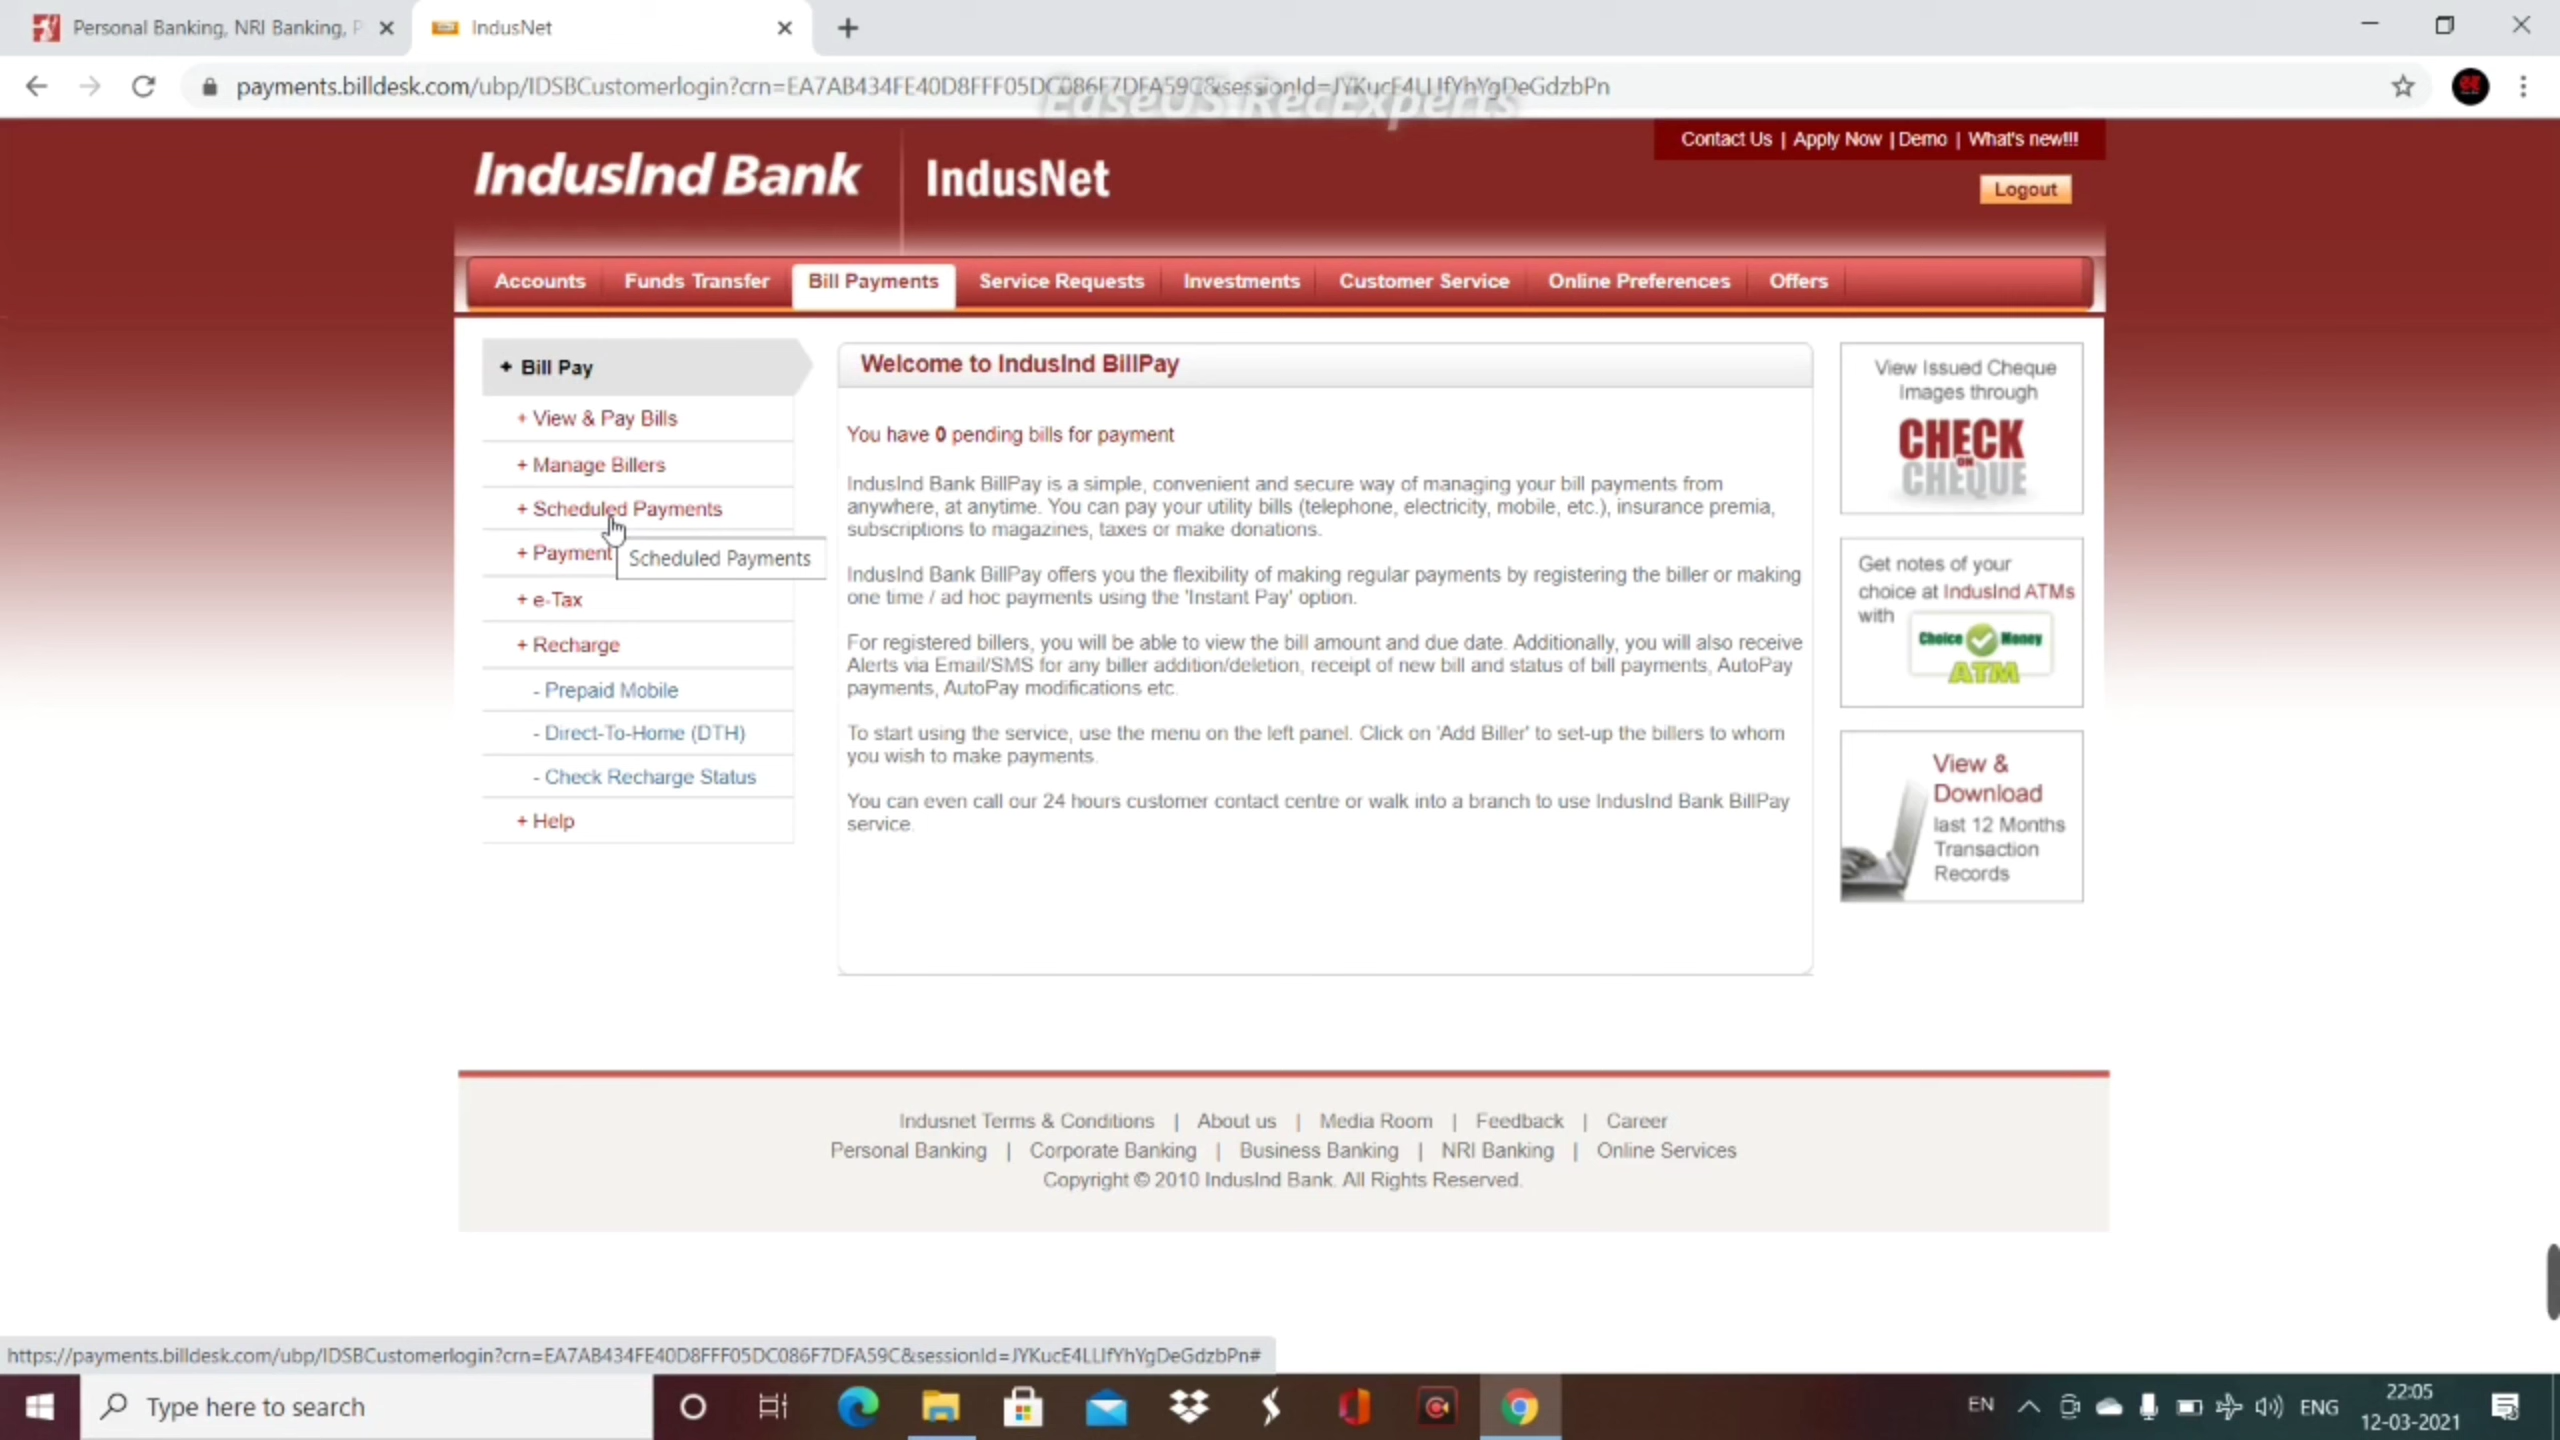 Personal Banking, NRI Banking, P
IndusNet
payments.billdesk.com/ubp/IDSBCustomerlogin?crn=EA7AB434FE40D8FFF05DC086F7DFA59C&sessionId=JYKucE4LLIfYhYgDeGdzbPn
EaseUS RecExperts
Contact Us | Apply Now | Demo | What's new!!!
IndusInd Bank
IndusNet
Logout
Accounts
Funds Transfer
Bill Payments
Service Requests
Investments
Customer Service
Online Preferences
Offers
+ Bill Pay
+ View & Pay Bills
+ Manage Billers
+ Scheduled Payments
+ Payment
Scheduled Payments
+ e-Tax
+ Recharge
- Prepaid Mobile
- Direct-To-Home (DTH)
- Check Recharge Status
+ Help
Welcome to IndusInd BillPay
You have 0 pending bills for payment
IndusInd Bank BillPay is a simple, convenient and secure way of managing your bill payments from
anywhere, at anytime. You can pay your utility bills (telephone, electricity, mobile, etc.), insurance premia,
subscriptions to magazines, taxes or make donations.
IndusInd Bank BillPay offers you the flexibility of making regular payments by registering the biller or making
one time / ad hoc payments using the 'Instant Pay' option.
For registered billers, you will be able to view the bill amount and due date. Additionally, you will also receive
Alerts via Email/SMS for any biller addition/deletion, receipt of new bill and status of bill payments, AutoPay
payments, AutoPay modifications etc.
To start using the service, use the menu on the left panel. Click on 'Add Biller' to set-up the billers to whom
you wish to make payments.
You can even call our 24 hours customer contact centre or walk into a branch to use IndusInd Bank BillPay
service.
View Issued Cheque
Images through
CHECK
ON
CHEQUE
Get notes of your
choice at IndusInd ATMs
with
Choice Money
ATM
View &
Download
last 12 Months
Transaction
Records
Indusnet Terms & Conditions | About us | Media Room | Feedback | Career
Personal Banking | Corporate Banking | Business Banking | NRI Banking | Online Services
Copyright © 2010 IndusInd Bank. All Rights Reserved.
https://payments.billdesk.com/ubp/IDSBCustomerlogin?crn=EA7AB434FE40D8FFF05DC086F7DFA59C&sessionId=JYKucE4LLIfYhYgDeGdzbPn#
Type here to search
EN
ENG
22:05
12-03-2021